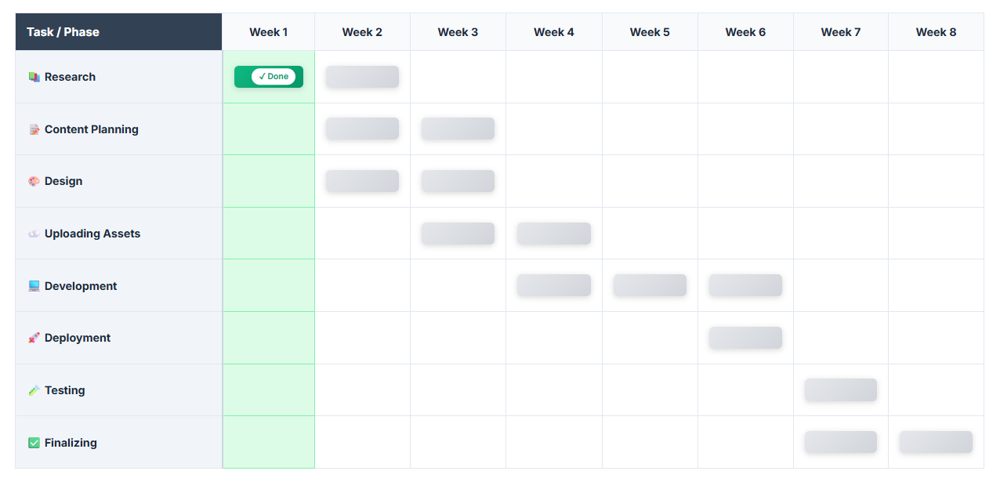 Task / Phase Week 1 Week 2 Week 3 Week 4 Week 5 Week 6 Week 7 Week 8
Research ✓ Done
Content Planning
Design
Uploading Assets
Development
Deployment
Testing
Finalizing